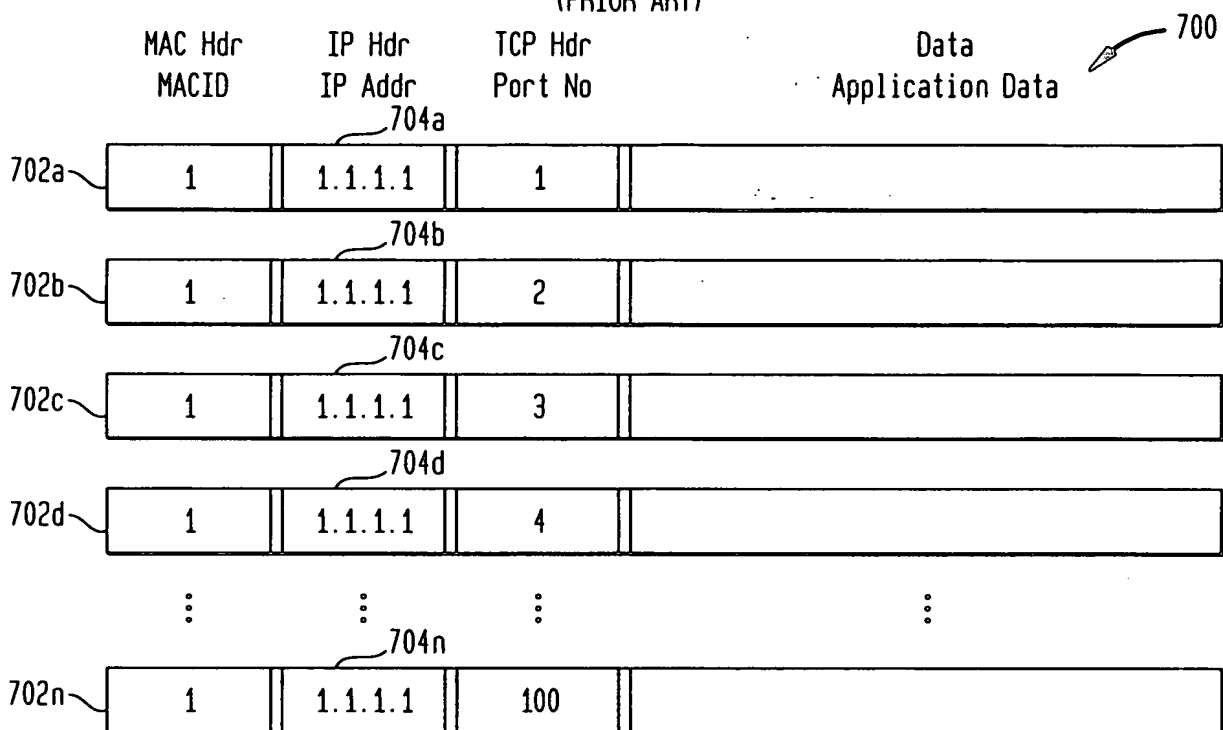 (PRIOR ART)
700
MAC Hdr IP Hdr TCP Hdr Data
MACID IP Addr Port No Application Data
704a
702a 1 1.1.1.1 1
704b
702b 1 1.1.1.1 2
704c
702c 1 1.1.1.1 3
704d
702d 1 1.1.1.1 4
704n
702n 1 1.1.1.1 100